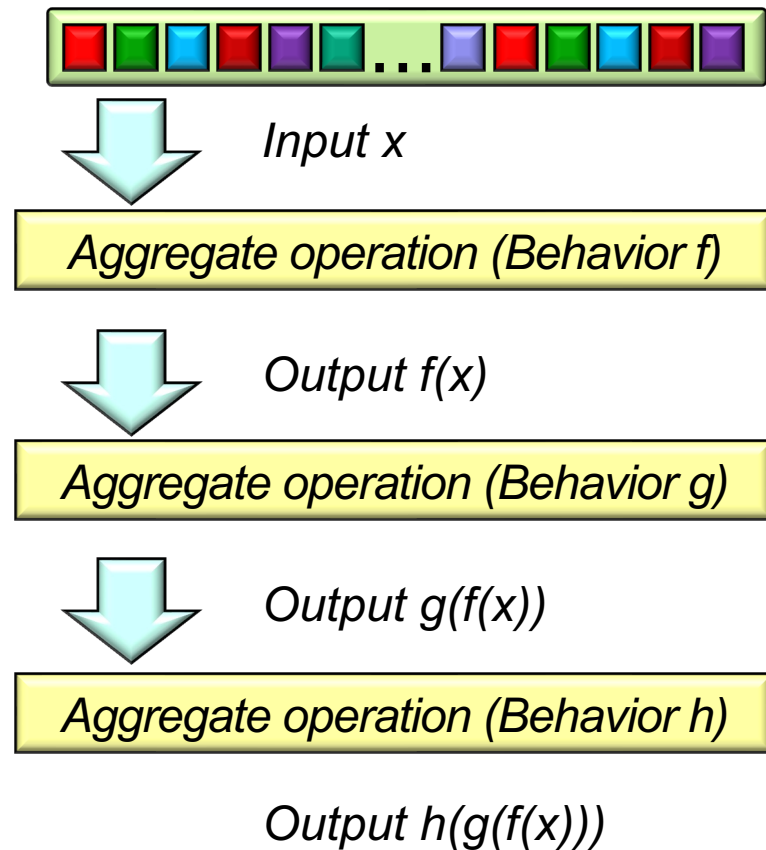 ...
Input x
Aggregate operation (Behavior f)
Output f(x)
Aggregate operation (Behavior g)
Output g(f(x))
Aggregate operation (Behavior h)
Output h(g(f(x)))